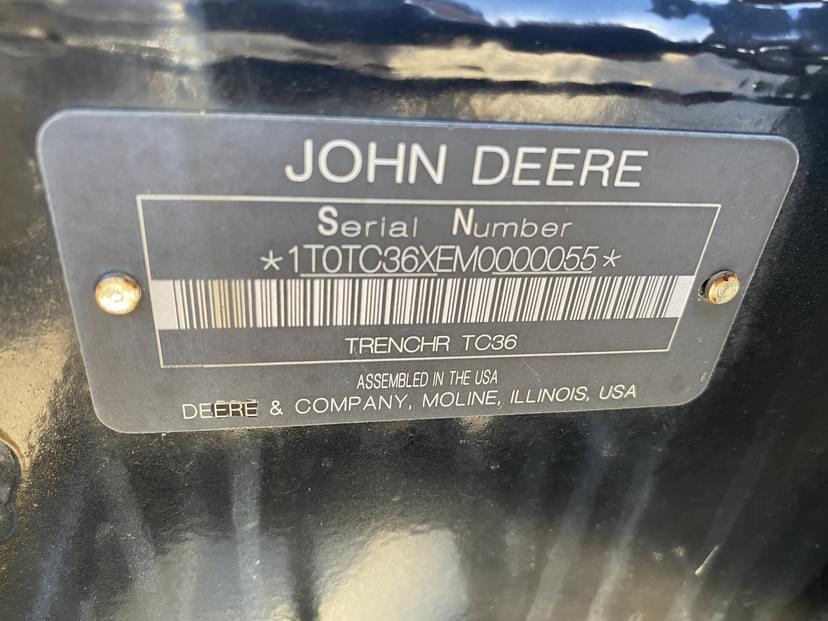 JOHN DEERE
Serial Number
*1T0TC36XEM0000055*
TRENCHR TC36
ASSEMBLED IN THE USA
DEERE & COMPANY, MOLINE, ILLINOIS, USA